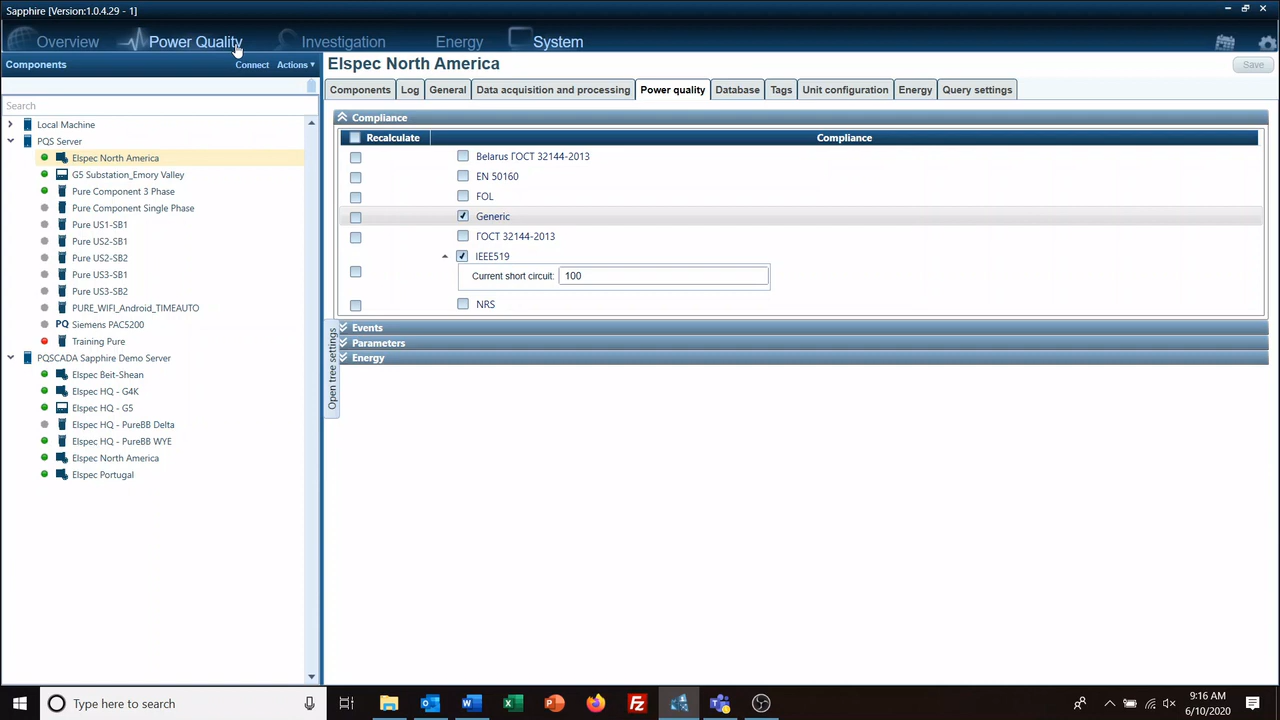 Sapphire [Version:1.0.4.29 - 1]
Overview Power Quality Investigation Energy System
Components Connect Actions
Search
Local Machine
PQS Server
Elspec North America
G5 Substation_Emory Valley
Pure Component 3 Phase
Pure Component Single Phase
Pure US1-SB1
Pure US2-SB1
Pure US2-SB2
Pure US3-SB1
Pure US3-SB2
PURE_WIFI_Android_TIMEAUTO
PQ Siemens PAC5200
Training Pure
PQSCADA Sapphire Demo Server
Elspec Beit-Shean
Elspec HQ - G4K
Elspec HQ - G5
Elspec HQ - PureBB Delta
Elspec HQ - PureBB WYE
Elspec North America
Elspec Portugal
Elspec North America Save
Components Log General Data acquisition and processing Power quality Database Tags Unit configuration Energy Query settings
Compliance
Recalculate Compliance
Belarus ГОСТ 32144-2013
EN 50160
FOL
Generic
ГОСТ 32144-2013
IEEE519
Current short circuit: 100
NRS
Events
Parameters
Energy
Open tree settings
Type here to search
9:16 AM
6/10/2020